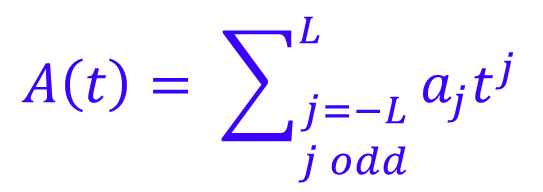 A(t) = ∑_{j=-L, j odd}^{L} a_j t^j